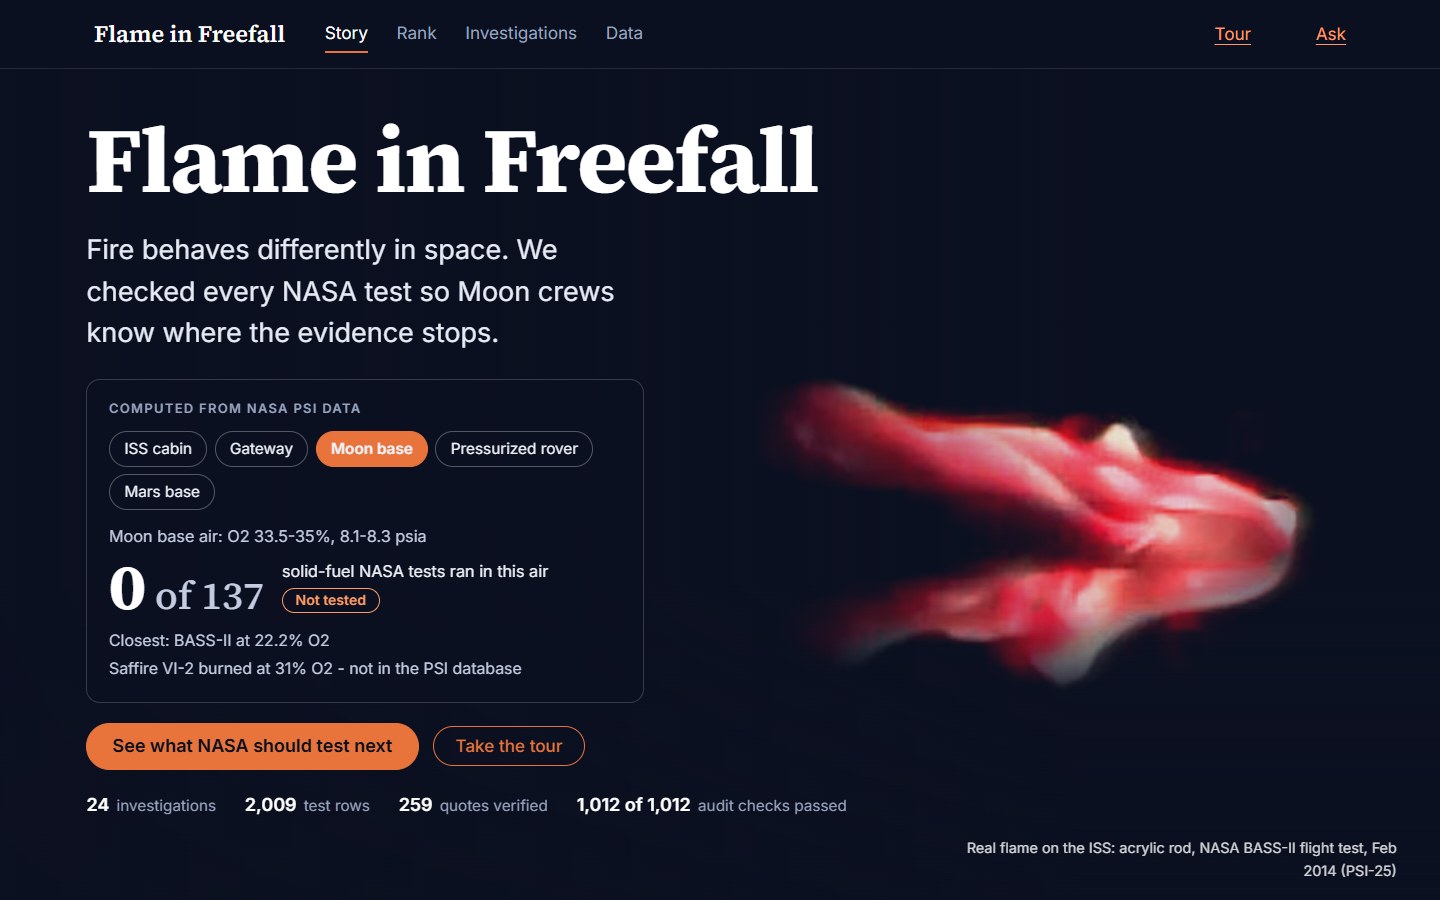 Flame in Freefall
Story
Rank
Investigations
Data
Tour
Ask
Flame in Freefall
Fire behaves differently in space. We
checked every NASA test so Moon crews
know where the evidence stops.
COMPUTED FROM NASA PSI DATA
ISS cabin
Gateway
Moon base
Pressurized rover
Mars base
Moon base air: O2 33.5-35%, 8.1-8.3 psia
0 of 137
solid-fuel NASA tests ran in this air
Not tested
Closest: BASS-II at 22.2% O2
Saffire VI-2 burned at 31% O2 - not in the PSI database
See what NASA should test next
Take the tour
24 investigations
2,009 test rows
259 quotes verified
1,012 of 1,012 audit checks passed
Real flame on the ISS: acrylic rod, NASA BASS-II flight test, Feb
2014 (PSI-25)